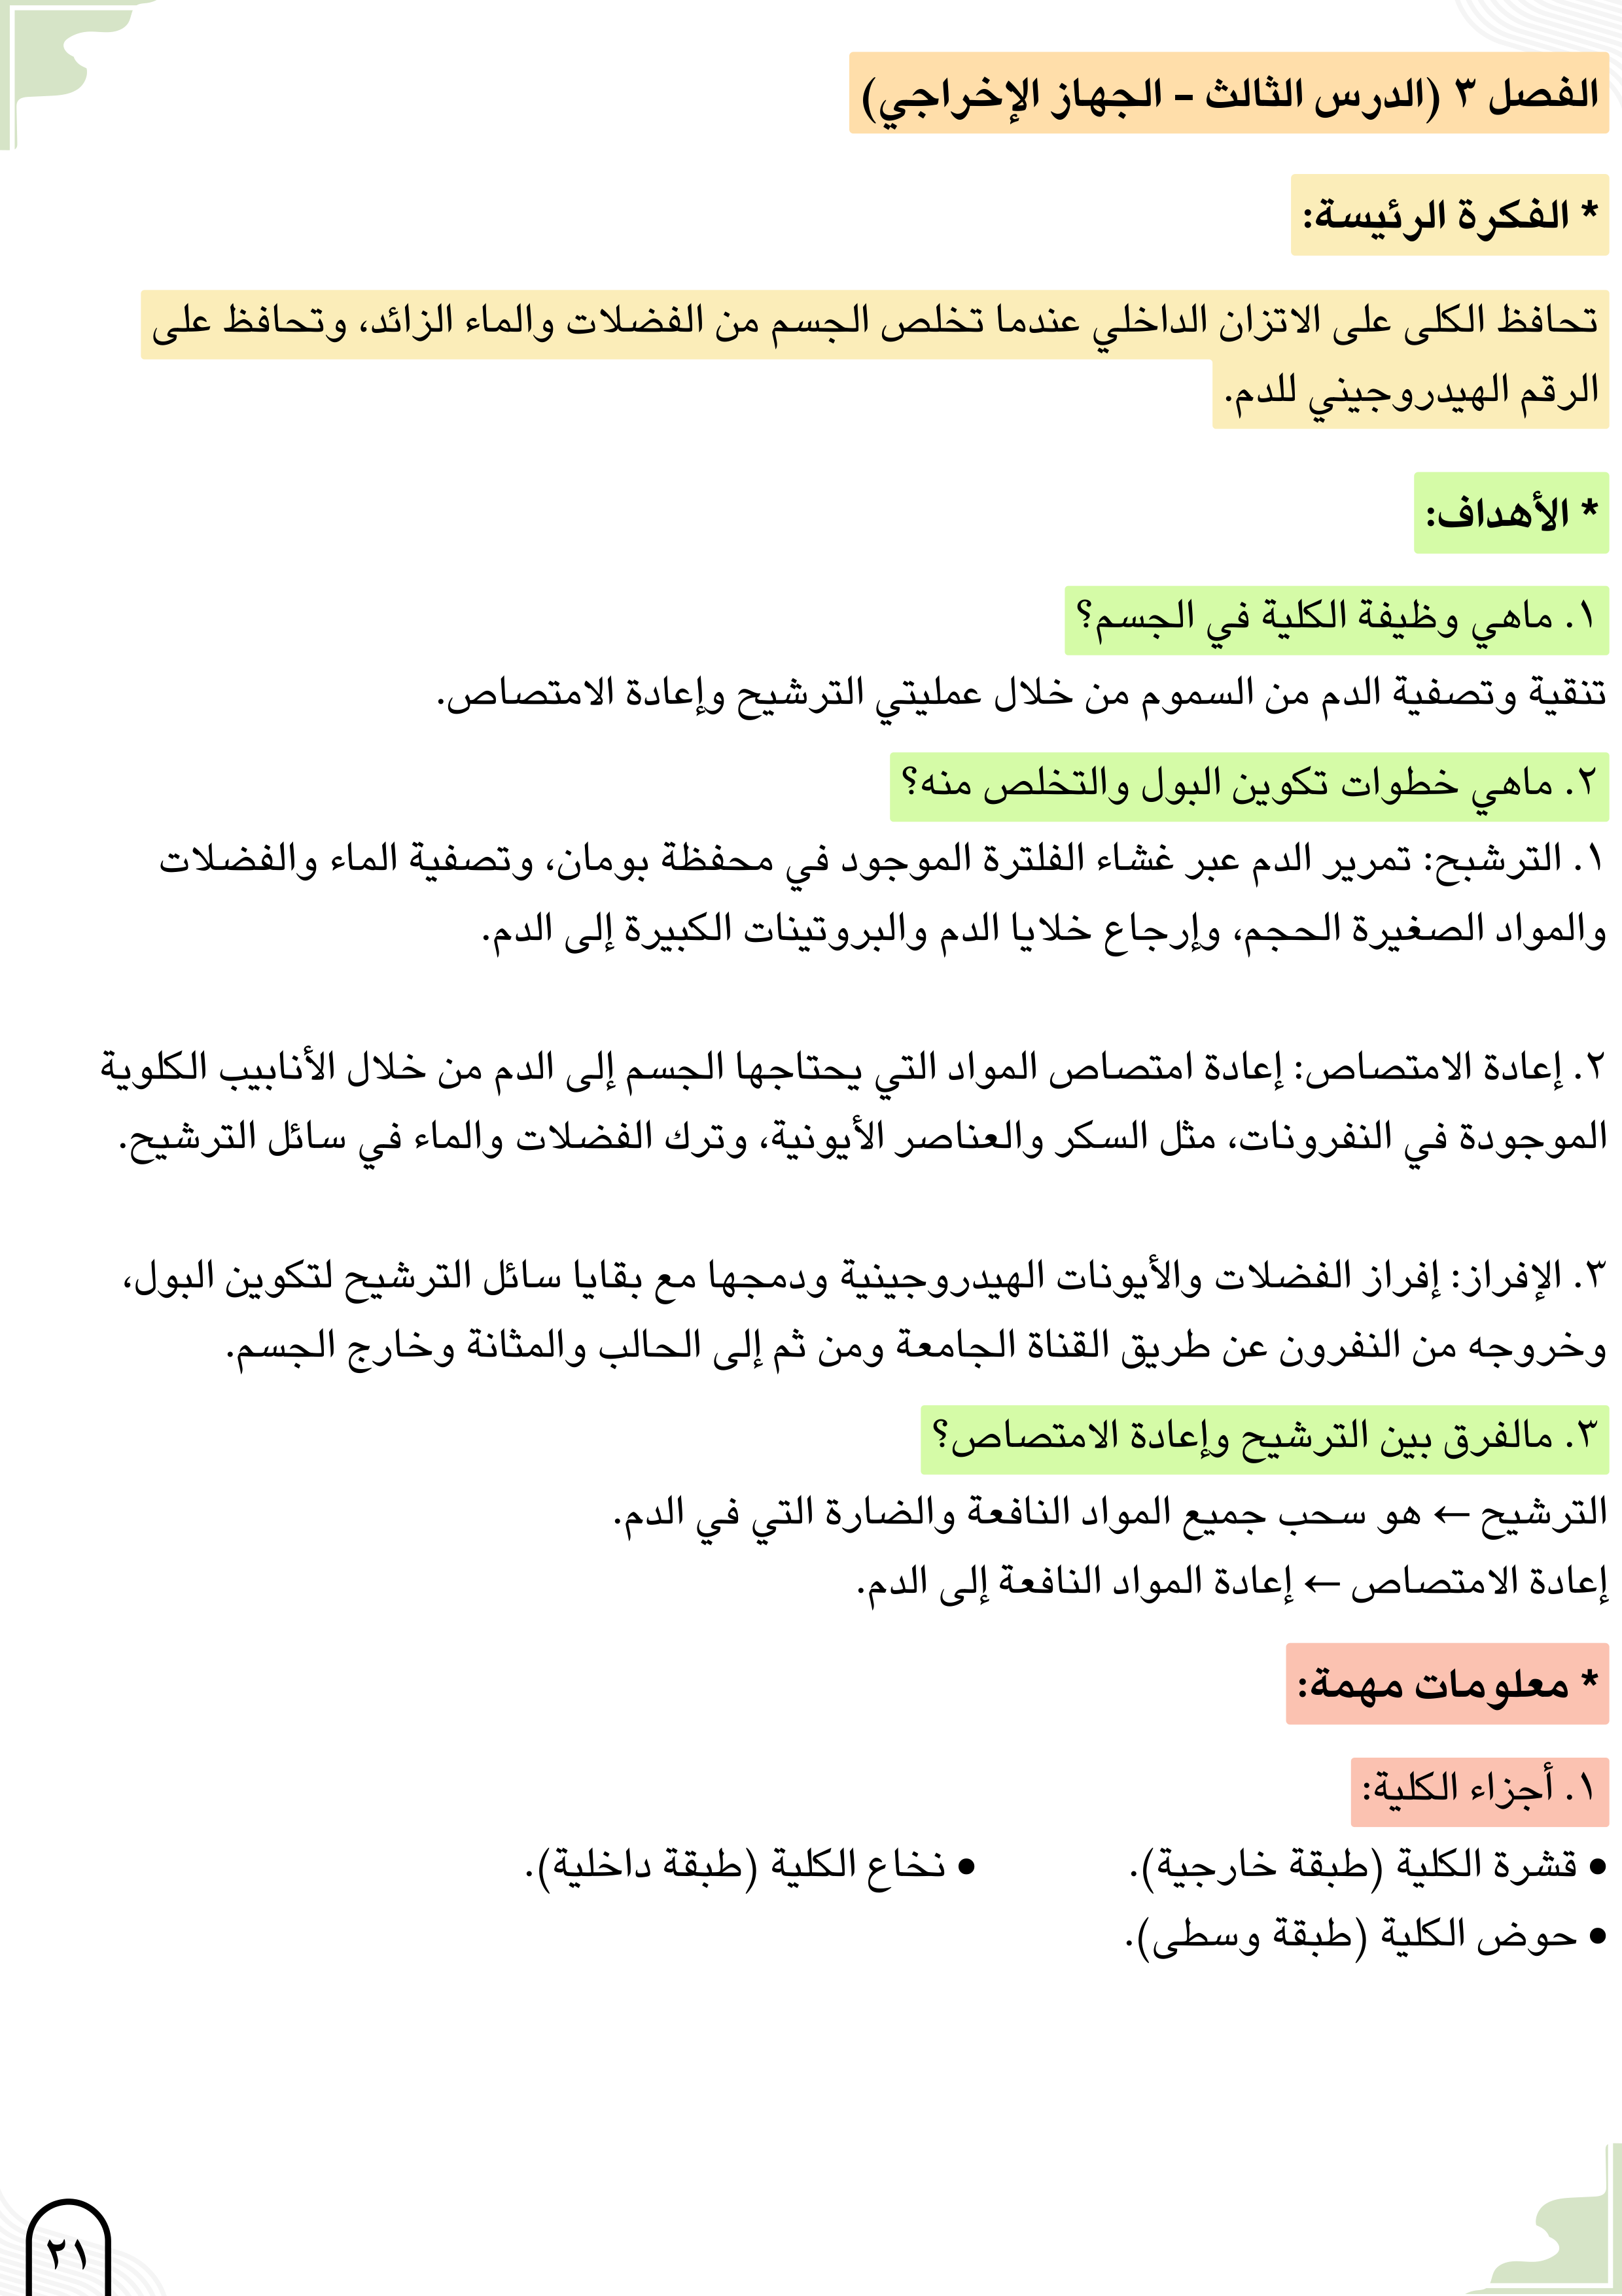 الفصل ٣ (الدرس الثالث - الجهاز الإخراجي)
* الفكرة الرئيسة:
تحافظ الكلى على الاتزان الداخلي عندما تخلص الجسم من الفضلات والماء الزائد، وتحافظ على
الرقم الهيدروجيني للدم.
* الأهداف:
١. ماهي وظيفة الكلية في الجسم؟
تنقية وتصفية الدم من السموم من خلال عمليتي الترشيح وإعادة الامتصاص.
٢. ماهي خطوات تكوين البول والتخلص منه؟
١. الترشبح: تمرير الدم عبر غشاء الفلترة الموجود في محفظة بومان، وتصفية الماء والفضلات
والمواد الصغيرة الحجم، وإرجاع خلايا الدم والبروتينات الكبيرة إلى الدم.
٢. إعادة الامتصاص: إعادة امتصاص المواد التي يحتاجها الجسم إلى الدم من خلال الأنابيب الكلوية
الموجودة في النفرونات، مثل السكر والعناصر الأيونية، وترك الفضلات والماء في سائل الترشيح.
٣. الإفراز: إفراز الفضلات والأيونات الهيدروجينية ودمجها مع بقايا سائل الترشيح لتكوين البول،
وخروجه من النفرون عن طريق القناة الجامعة ومن ثم إلى الحالب والمثانة وخارج الجسم.
٣. مالفرق بين الترشيح وإعادة الامتصاص؟
الترشيح ← هو سحب جميع المواد النافعة والضارة التي في الدم.
إعادة الامتصاص ← إعادة المواد النافعة إلى الدم.
* معلومات مهمة:
١. أجزاء الكلية:
• قشرة الكلية (طبقة خارجية). • نخاع الكلية (طبقة داخلية).
• حوض الكلية (طبقة وسطى).
٢١